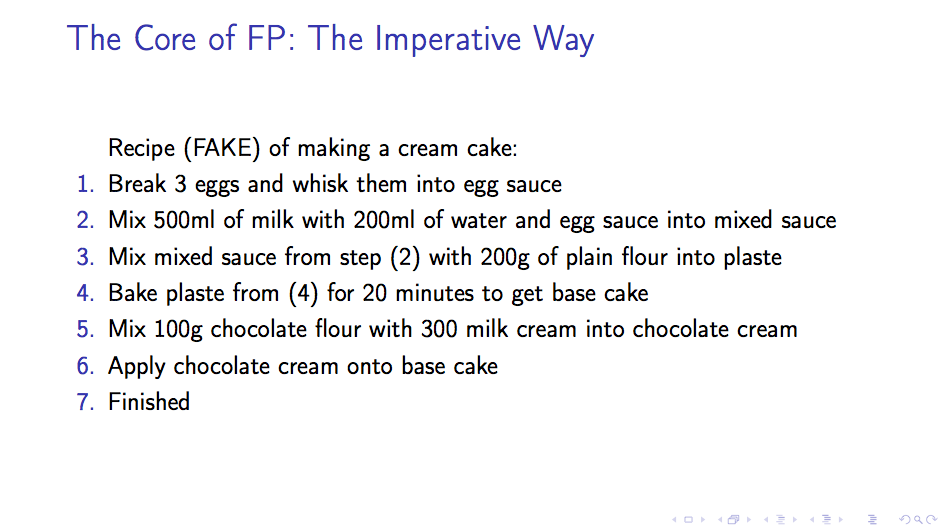 The Core of FP: The Imperative Way
Recipe (FAKE) of making a cream cake:
1. Break 3 eggs and whisk them into egg sauce
2. Mix 500ml of milk with 200ml of water and egg sauce into mixed sauce
3. Mix mixed sauce from step (2) with 200g of plain flour into plaste
4. Bake plaste from (4) for 20 minutes to get base cake
5. Mix 100g chocolate flour with 300 milk cream into chocolate cream
6. Apply chocolate cream onto base cake
7. Finished